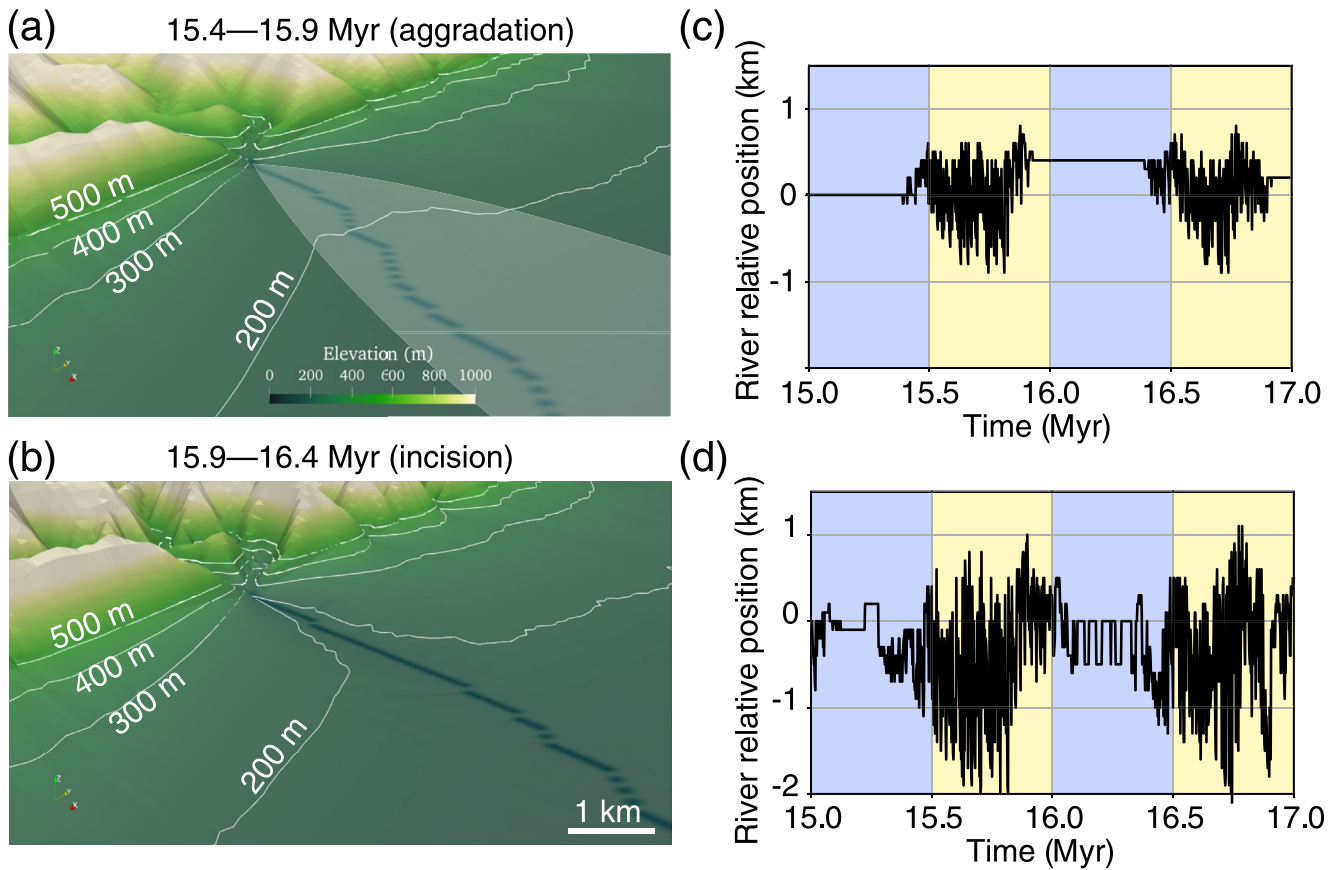 (a)
15.4—15.9 Myr (aggradation)
500 m
400 m
300 m
200 m
Elevation (m)
0 200 400 600 800 1000
Z
Y
X
(b)
15.9—16.4 Myr (incision)
500 m
400 m
300 m
200 m
Z
Y
X
1 km
(c)
River relative position (km)
1
0
-1
15.0 15.5 16.0 16.5 17.0
Time (Myr)
(d)
River relative position (km)
1
0
-1
-2
15.0 15.5 16.0 16.5 17.0
Time (Myr)